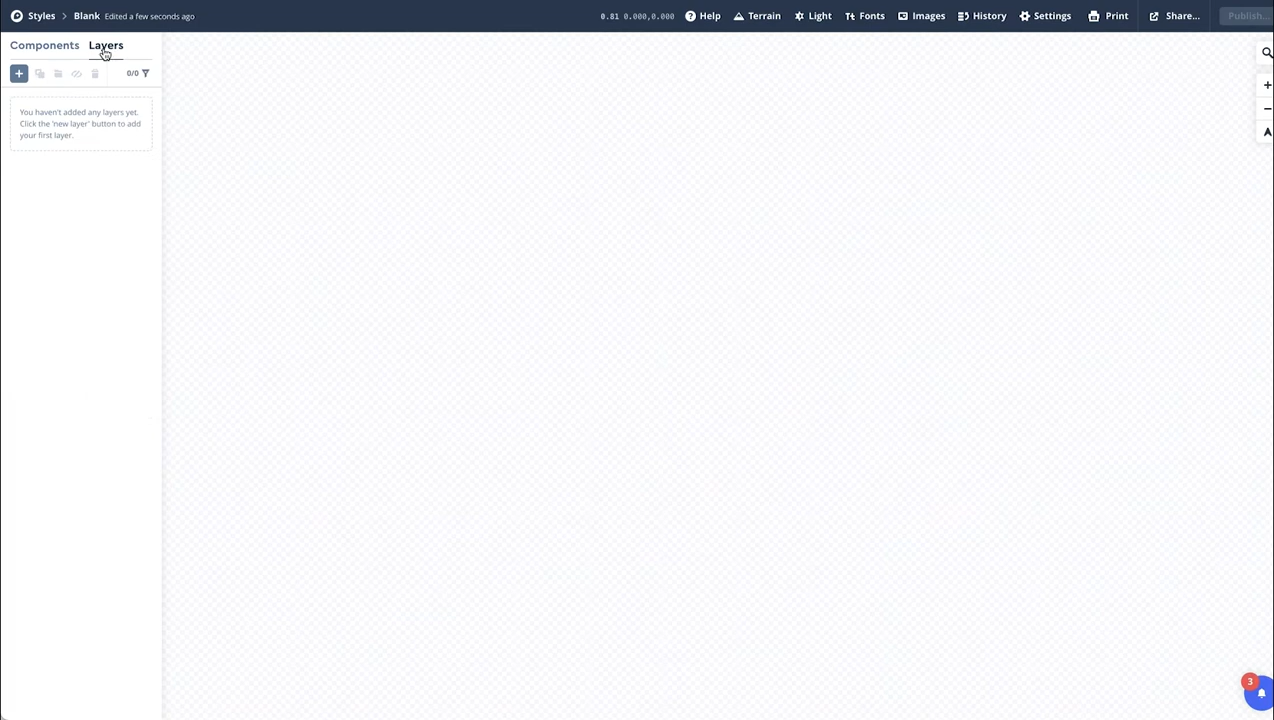 Styles > Blank Edited a few seconds ago 0.81 0.000,0.000 Help Terrain Light Fonts Images History Settings Print Share... Publish...
Components Layers
0/0
You haven't added any layers yet.
Click the 'new layer' button to add
your first layer.
3